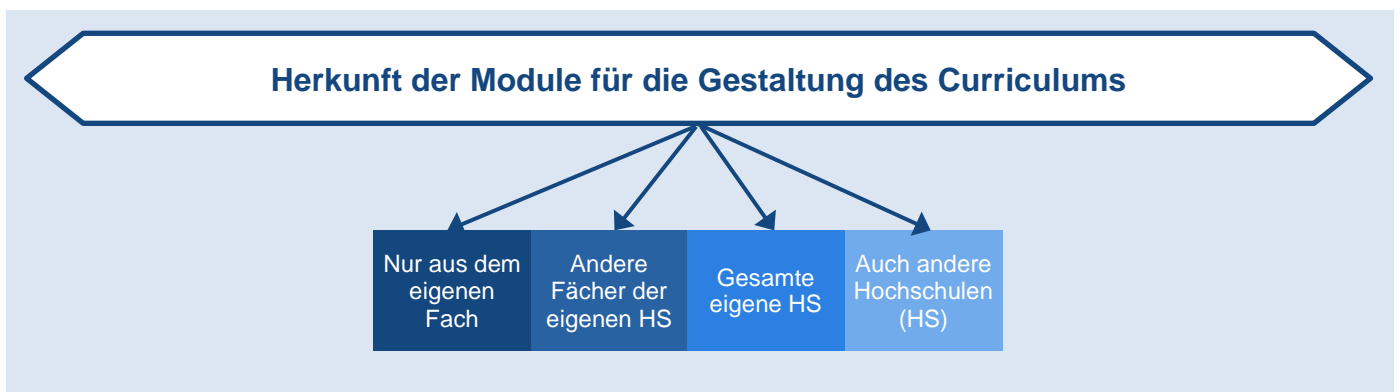 Herkunft der Module für die Gestaltung des Curriculums
Nur aus dem
eigenen
Fach
Andere
Fächer der
eigenen HS
Gesamte
eigene HS
Auch andere
Hochschulen
(HS)